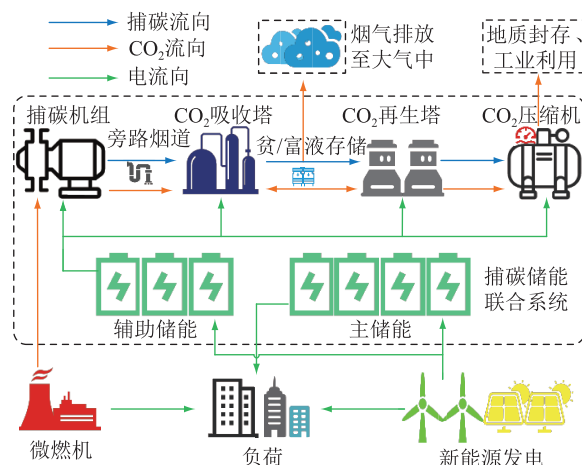 捕碳流向
CO₂流向
电流向
烟气排放
至大气中
地质封存、
工业利用
捕碳机组
CO₂吸收塔
CO₂再生塔
CO₂压缩机
旁路烟道
贫/富液存储
捕碳储能
联合系统
辅助储能
主储能
微燃机
负荷
新能源发电